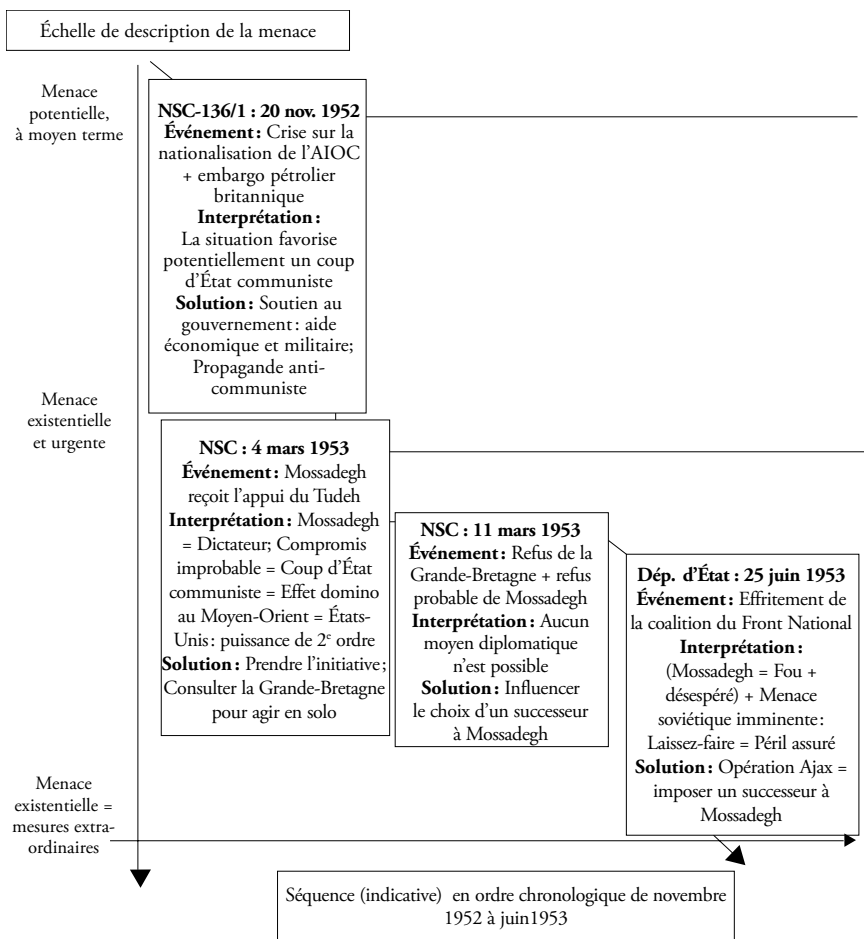 Échelle de description de la menace
Menace
potentielle,
à moyen terme
NSC-136/1 : 20 nov. 1952
Événement : Crise sur la
nationalisation de l'AIOC
+ embargo pétrolier
britannique
Interprétation :
La situation favorise
potentiellement un coup
d'État communiste
Solution : Soutien au
gouvernement : aide
économique et militaire;
Propagande anti-
communiste
Menace
existentielle
et urgente
NSC : 4 mars 1953
Événement : Mossadegh
reçoit l'appui du Tudeh
Interprétation : Mossadegh
= Dictateur; Compromis
improbable = Coup d'État
communiste = Effet domino
au Moyen-Orient = États-
Unis : puissance de 2e ordre
Solution : Prendre l'initiative;
Consulter la Grande-Bretagne
pour agir en solo
NSC : 11 mars 1953
Événement : Refus de la
Grande-Bretagne + refus
probable de Mossadegh
Interprétation : Aucun
moyen diplomatique
n'est possible
Solution : Influencer
le choix d'un successeur
à Mossadegh
Dép. d'État : 25 juin 1953
Événement : Effritement de
la coalition du Front National
Interprétation :
(Mossadegh = Fou +
désespéré) + Menace
soviétique imminente :
Laissez-faire = Péril assuré
Solution : Opération Ajax =
imposer un successeur à
Mossadegh
Menace
existentielle =
mesures extra-
ordinaires
Séquence (indicative) en ordre chronologique de novembre
1952 à juin1953